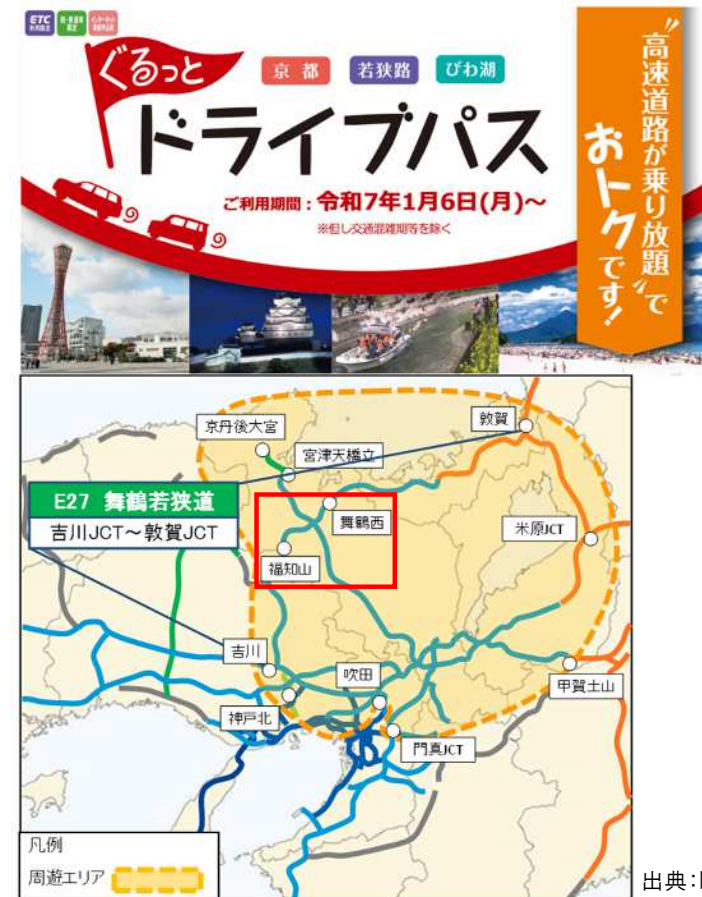 ETC
ぐるっと
京都
若狭路
びわ湖
ドライブパス
ご利用期間：令和7年1月6日(月)～
※但し交通混雑期等を除く
"高速道路が乗り放題"で
おトクです!
京丹後大宮
敦賀
宮津天橋立
E27 舞鶴若狭道
吉川JCT～敦賀JCT
舞鶴西
米原JCT
福知山
吉川
吹田
甲賀土山
神戸北
門真JCT
凡例
周遊エリア
出典: